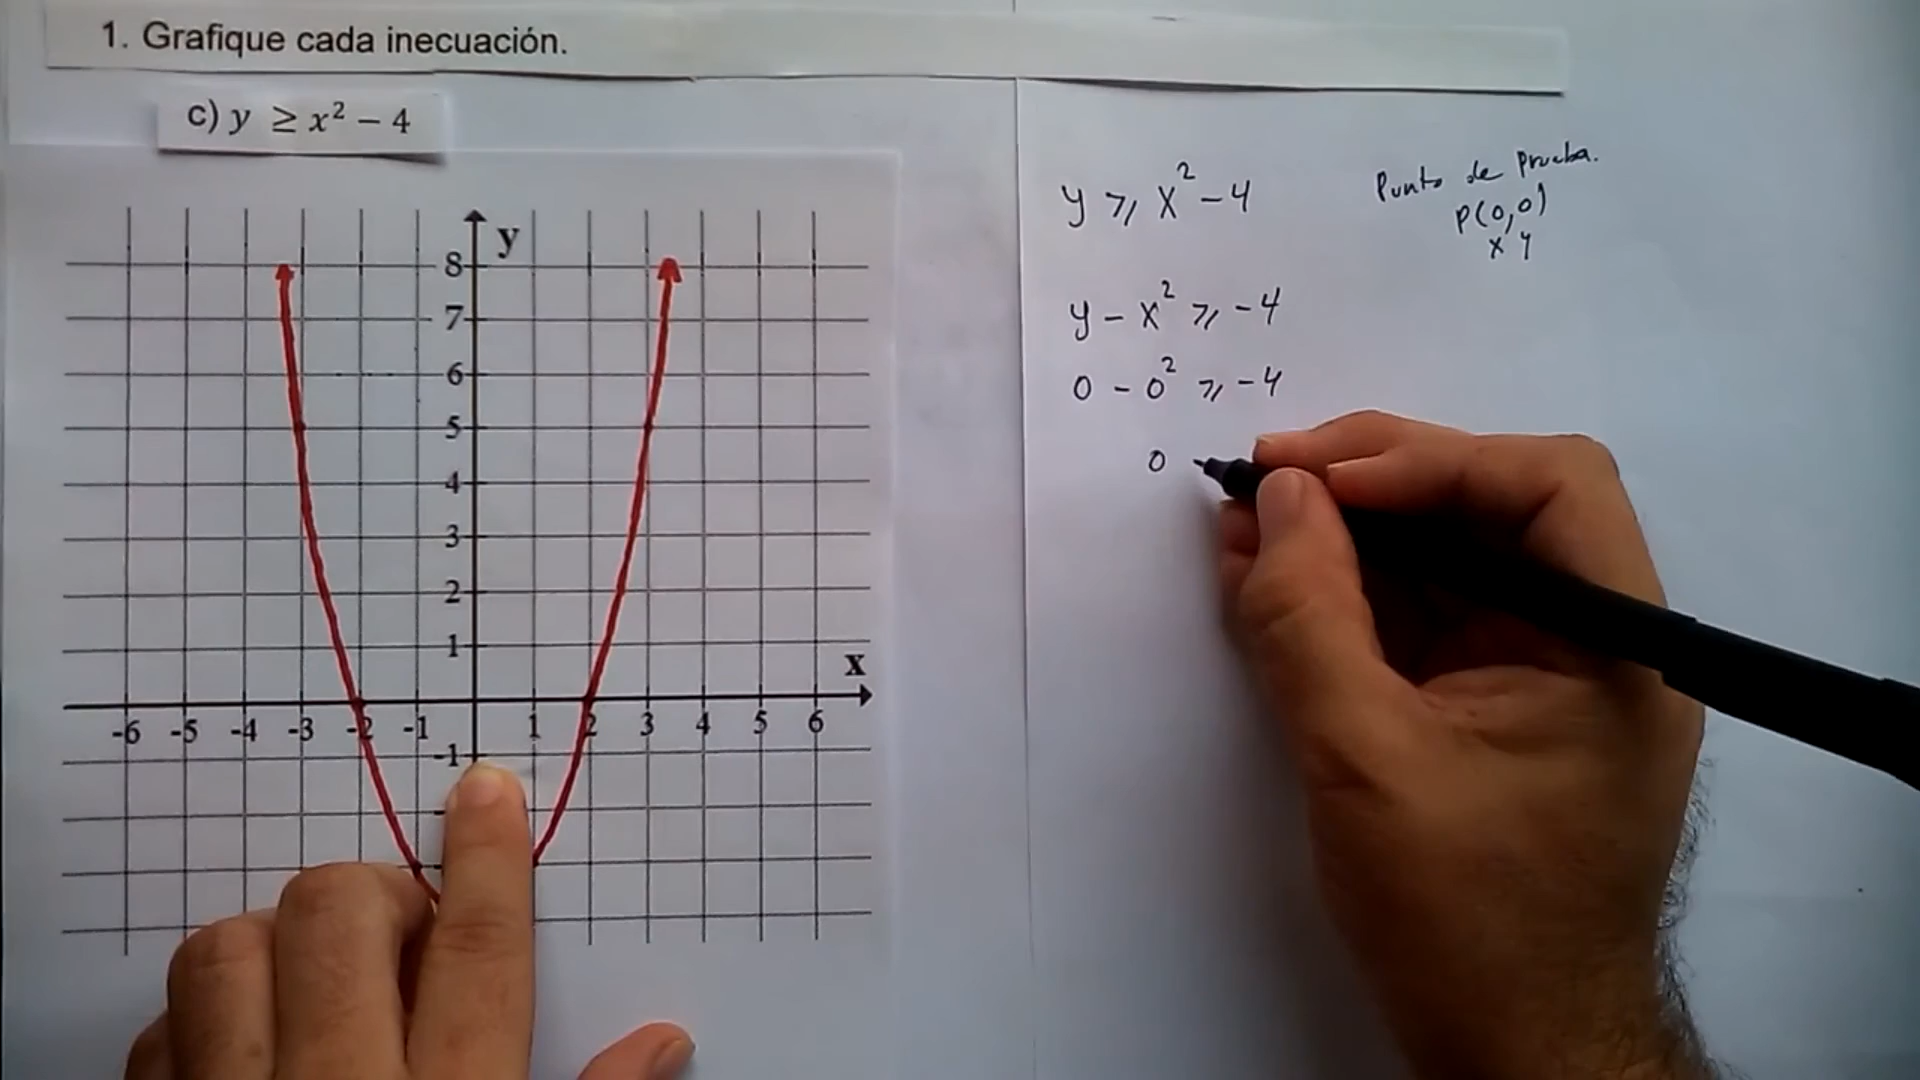 1. Grafique cada inecuación.
c) y ≥ x² − 4
y
8
7
6
5
4
3
2
1
x
-6 -5 -4 -3 -2 -1 1 2 3 4 5 6
-1
y ≥ x² − 4
Punto de prueba.
P(0,0)
x y
y − x² ≥ −4
0 − 0² ≥ −4
0